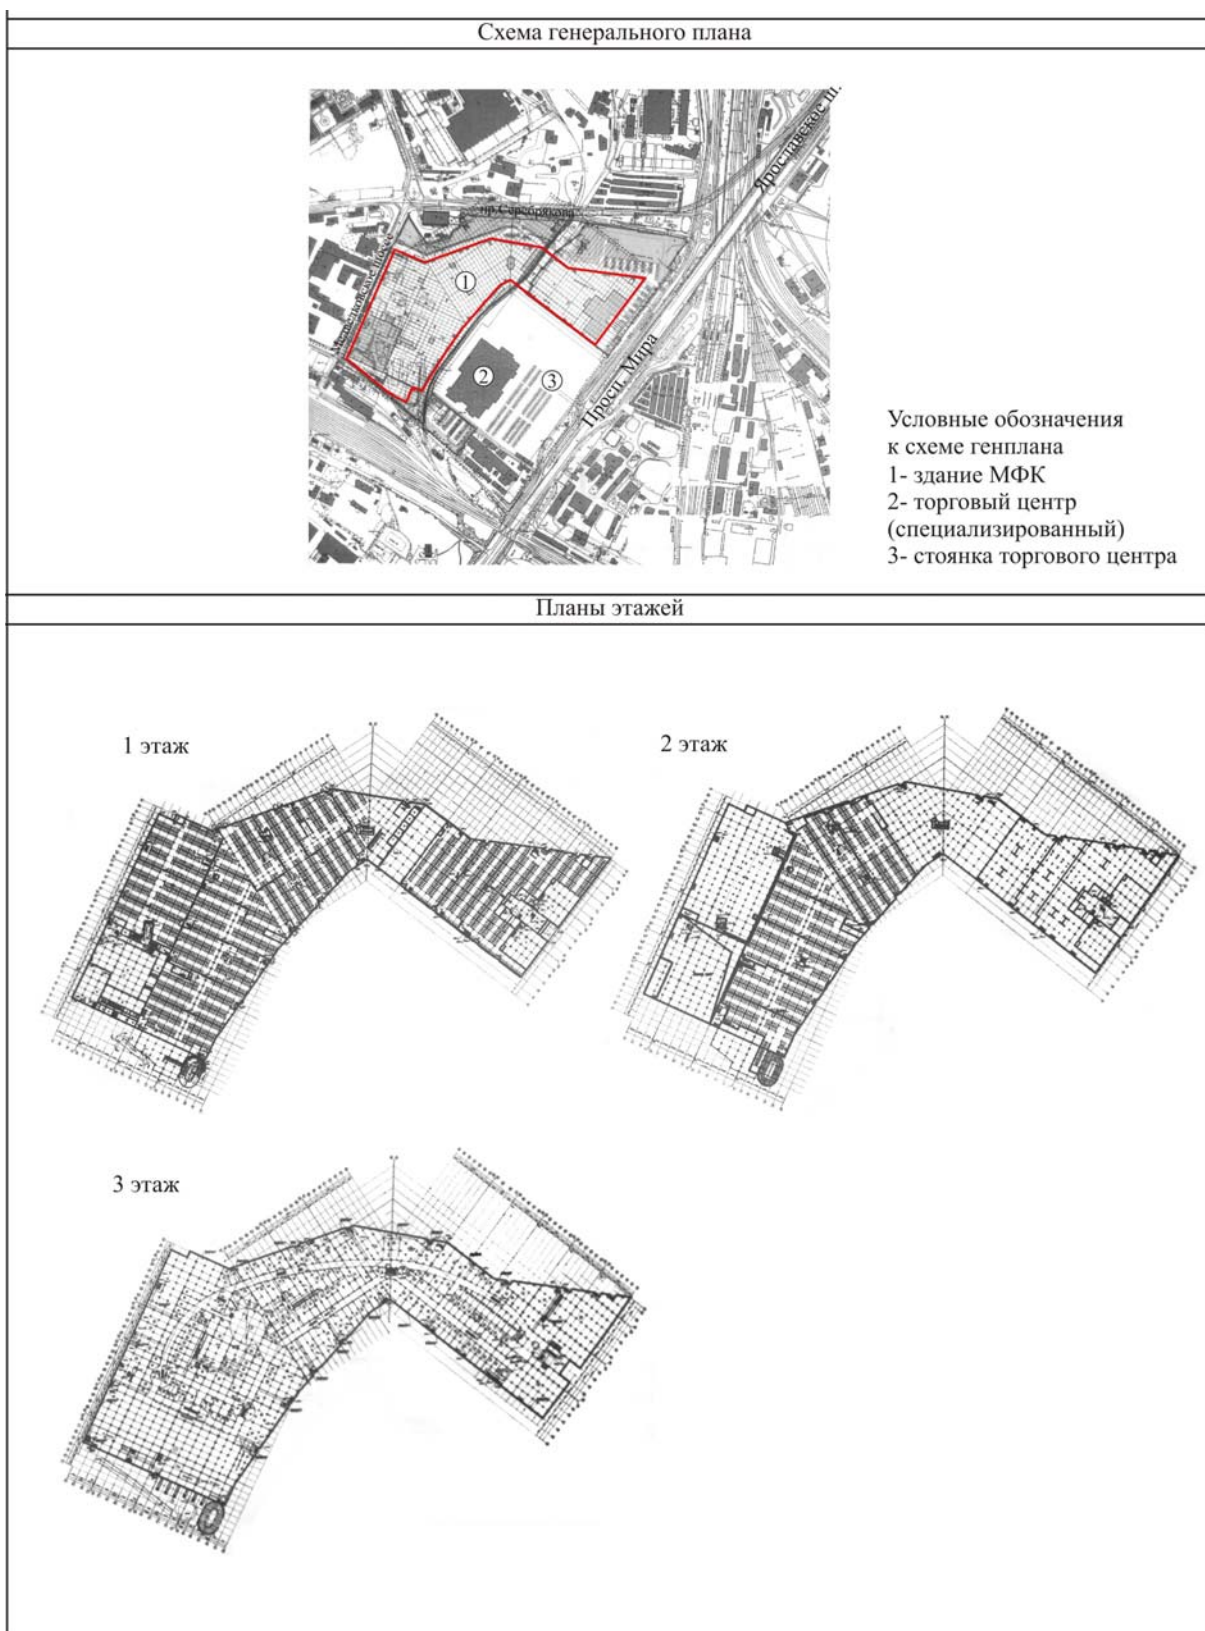 Схема генерального плана
Ярославское ш.
пр.Серебрякова
1
Просп. Мира
2
3
Условные обозначения
к схеме генплана
1- здание МФК
2- торговый центр
(специализированный)
3- стоянка торгового центра
Планы этажей
1 этаж
2 этаж
3 этаж